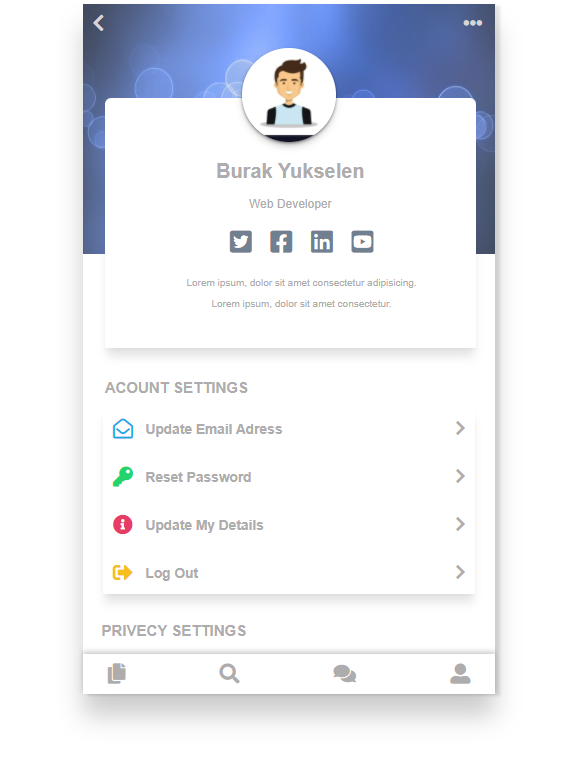 Burak Yukselen
Web Developer
Lorem ipsum, dolor sit amet consectetur adipisicing.
Lorem ipsum, dolor sit amet consectetur.
ACOUNT SETTINGS
Update Email Adress
Reset Password
Update My Details
Log Out
PRIVECY SETTINGS